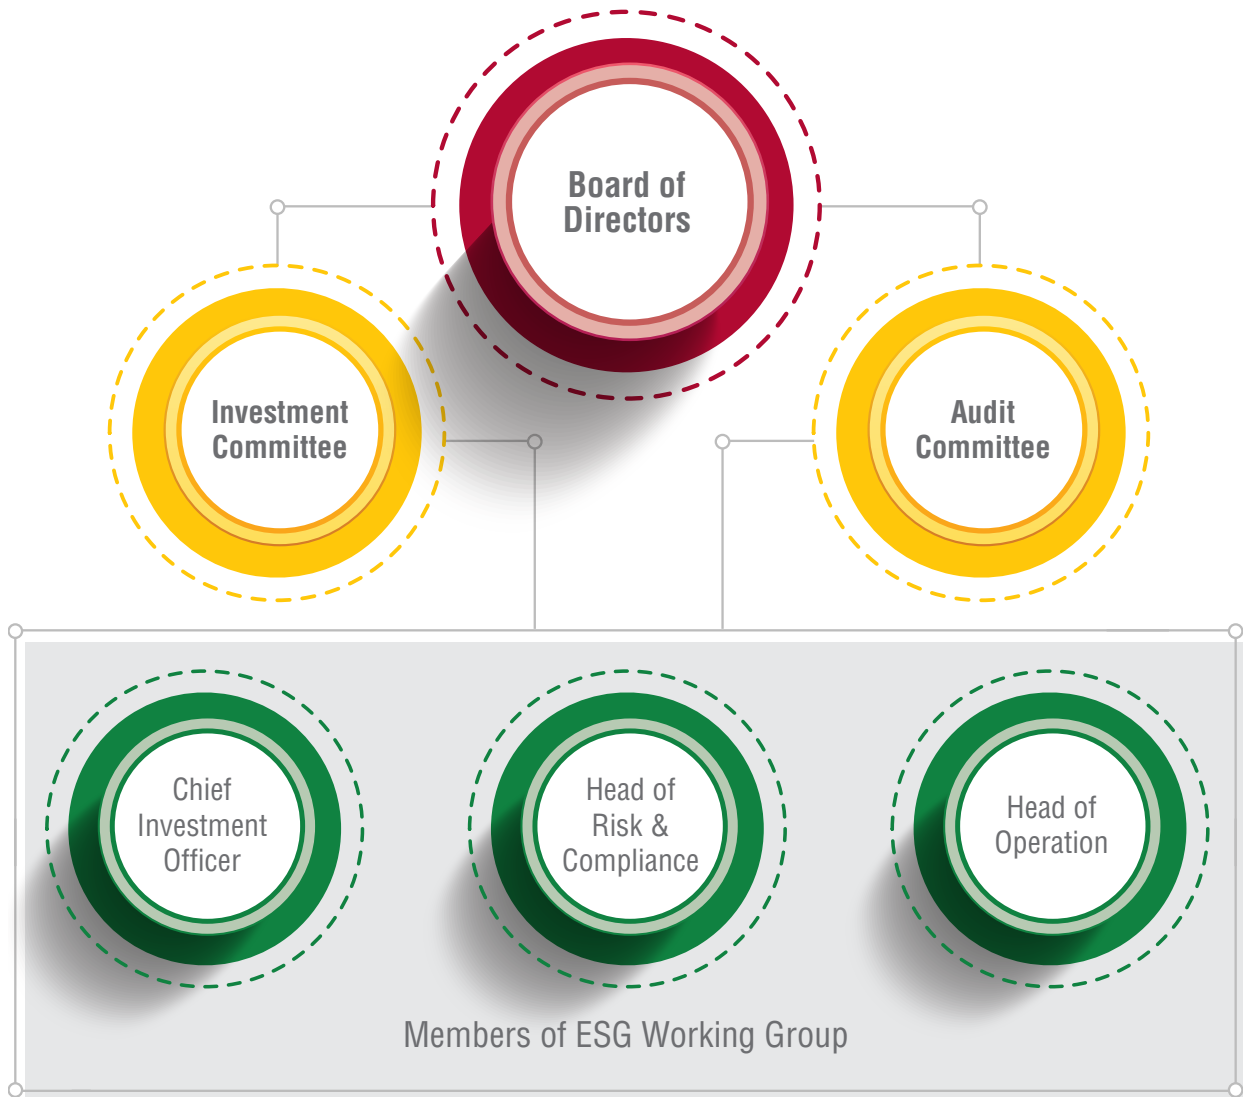 Board of
Directors
Investment
Committee
Audit
Committee
Chief
Investment
Officer
Head of
Risk &
Compliance
Head of
Operation
Members of ESG Working Group